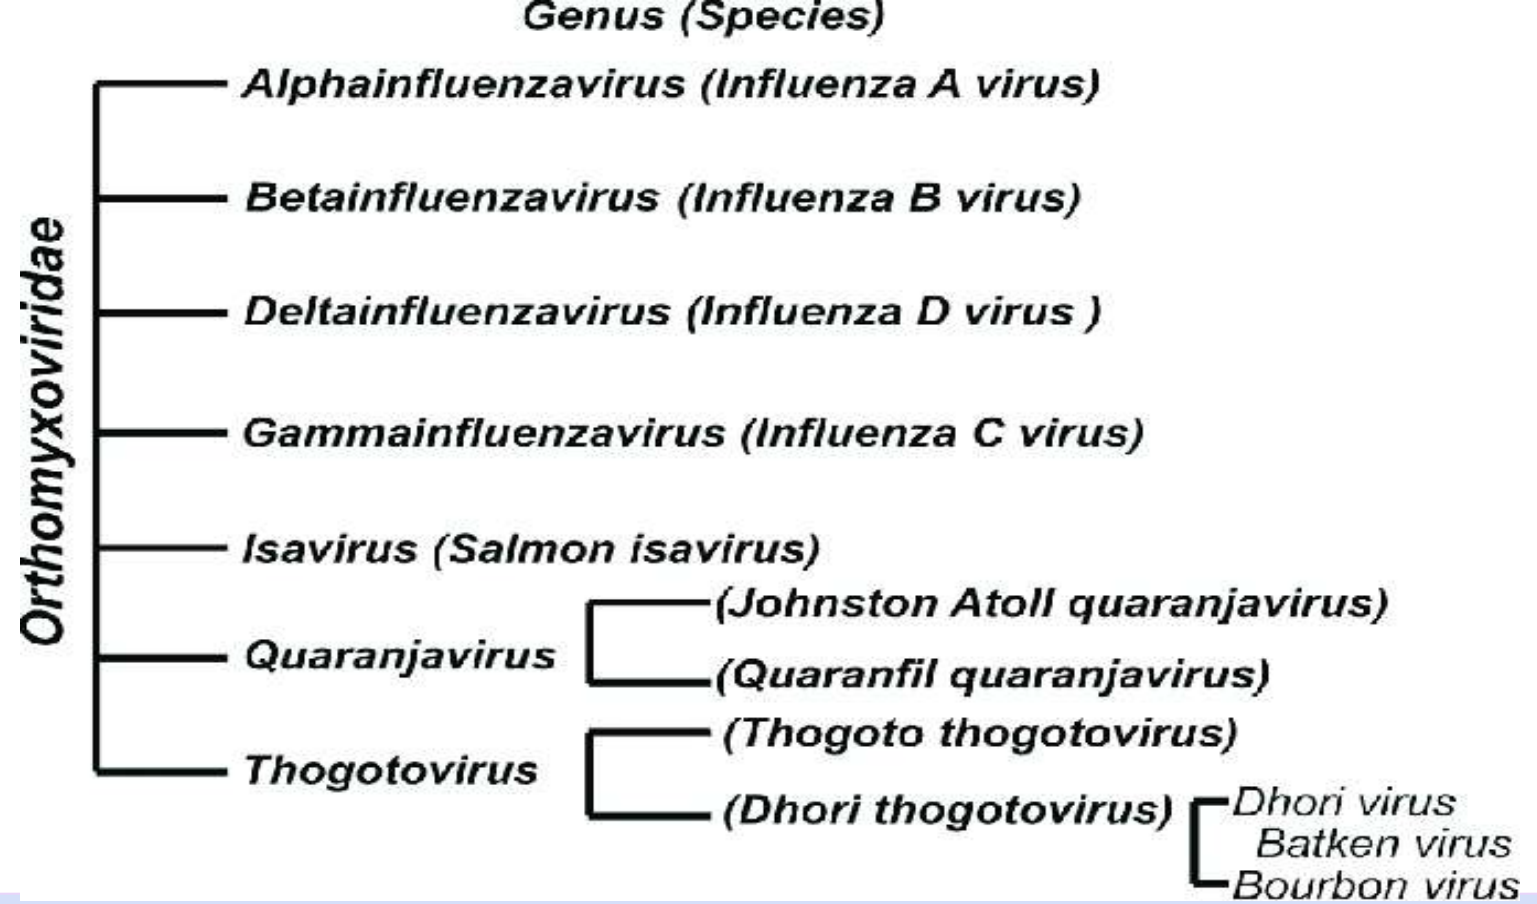 Genus (Species)
Orthomyxoviridae
Alphainfluenzavirus (Influenza A virus)
Betainfluenzavirus (Influenza B virus)
Deltainfluenzavirus (Influenza D virus )
Gammainfluenzavirus (Influenza C virus)
Isavirus (Salmon isavirus)
Quaranjavirus
(Johnston Atoll quaranjavirus)
(Quaranfil quaranjavirus)
Thogotovirus
(Thogoto thogotovirus)
(Dhori thogotovirus)
Dhori virus
Batken virus
Bourbon virus